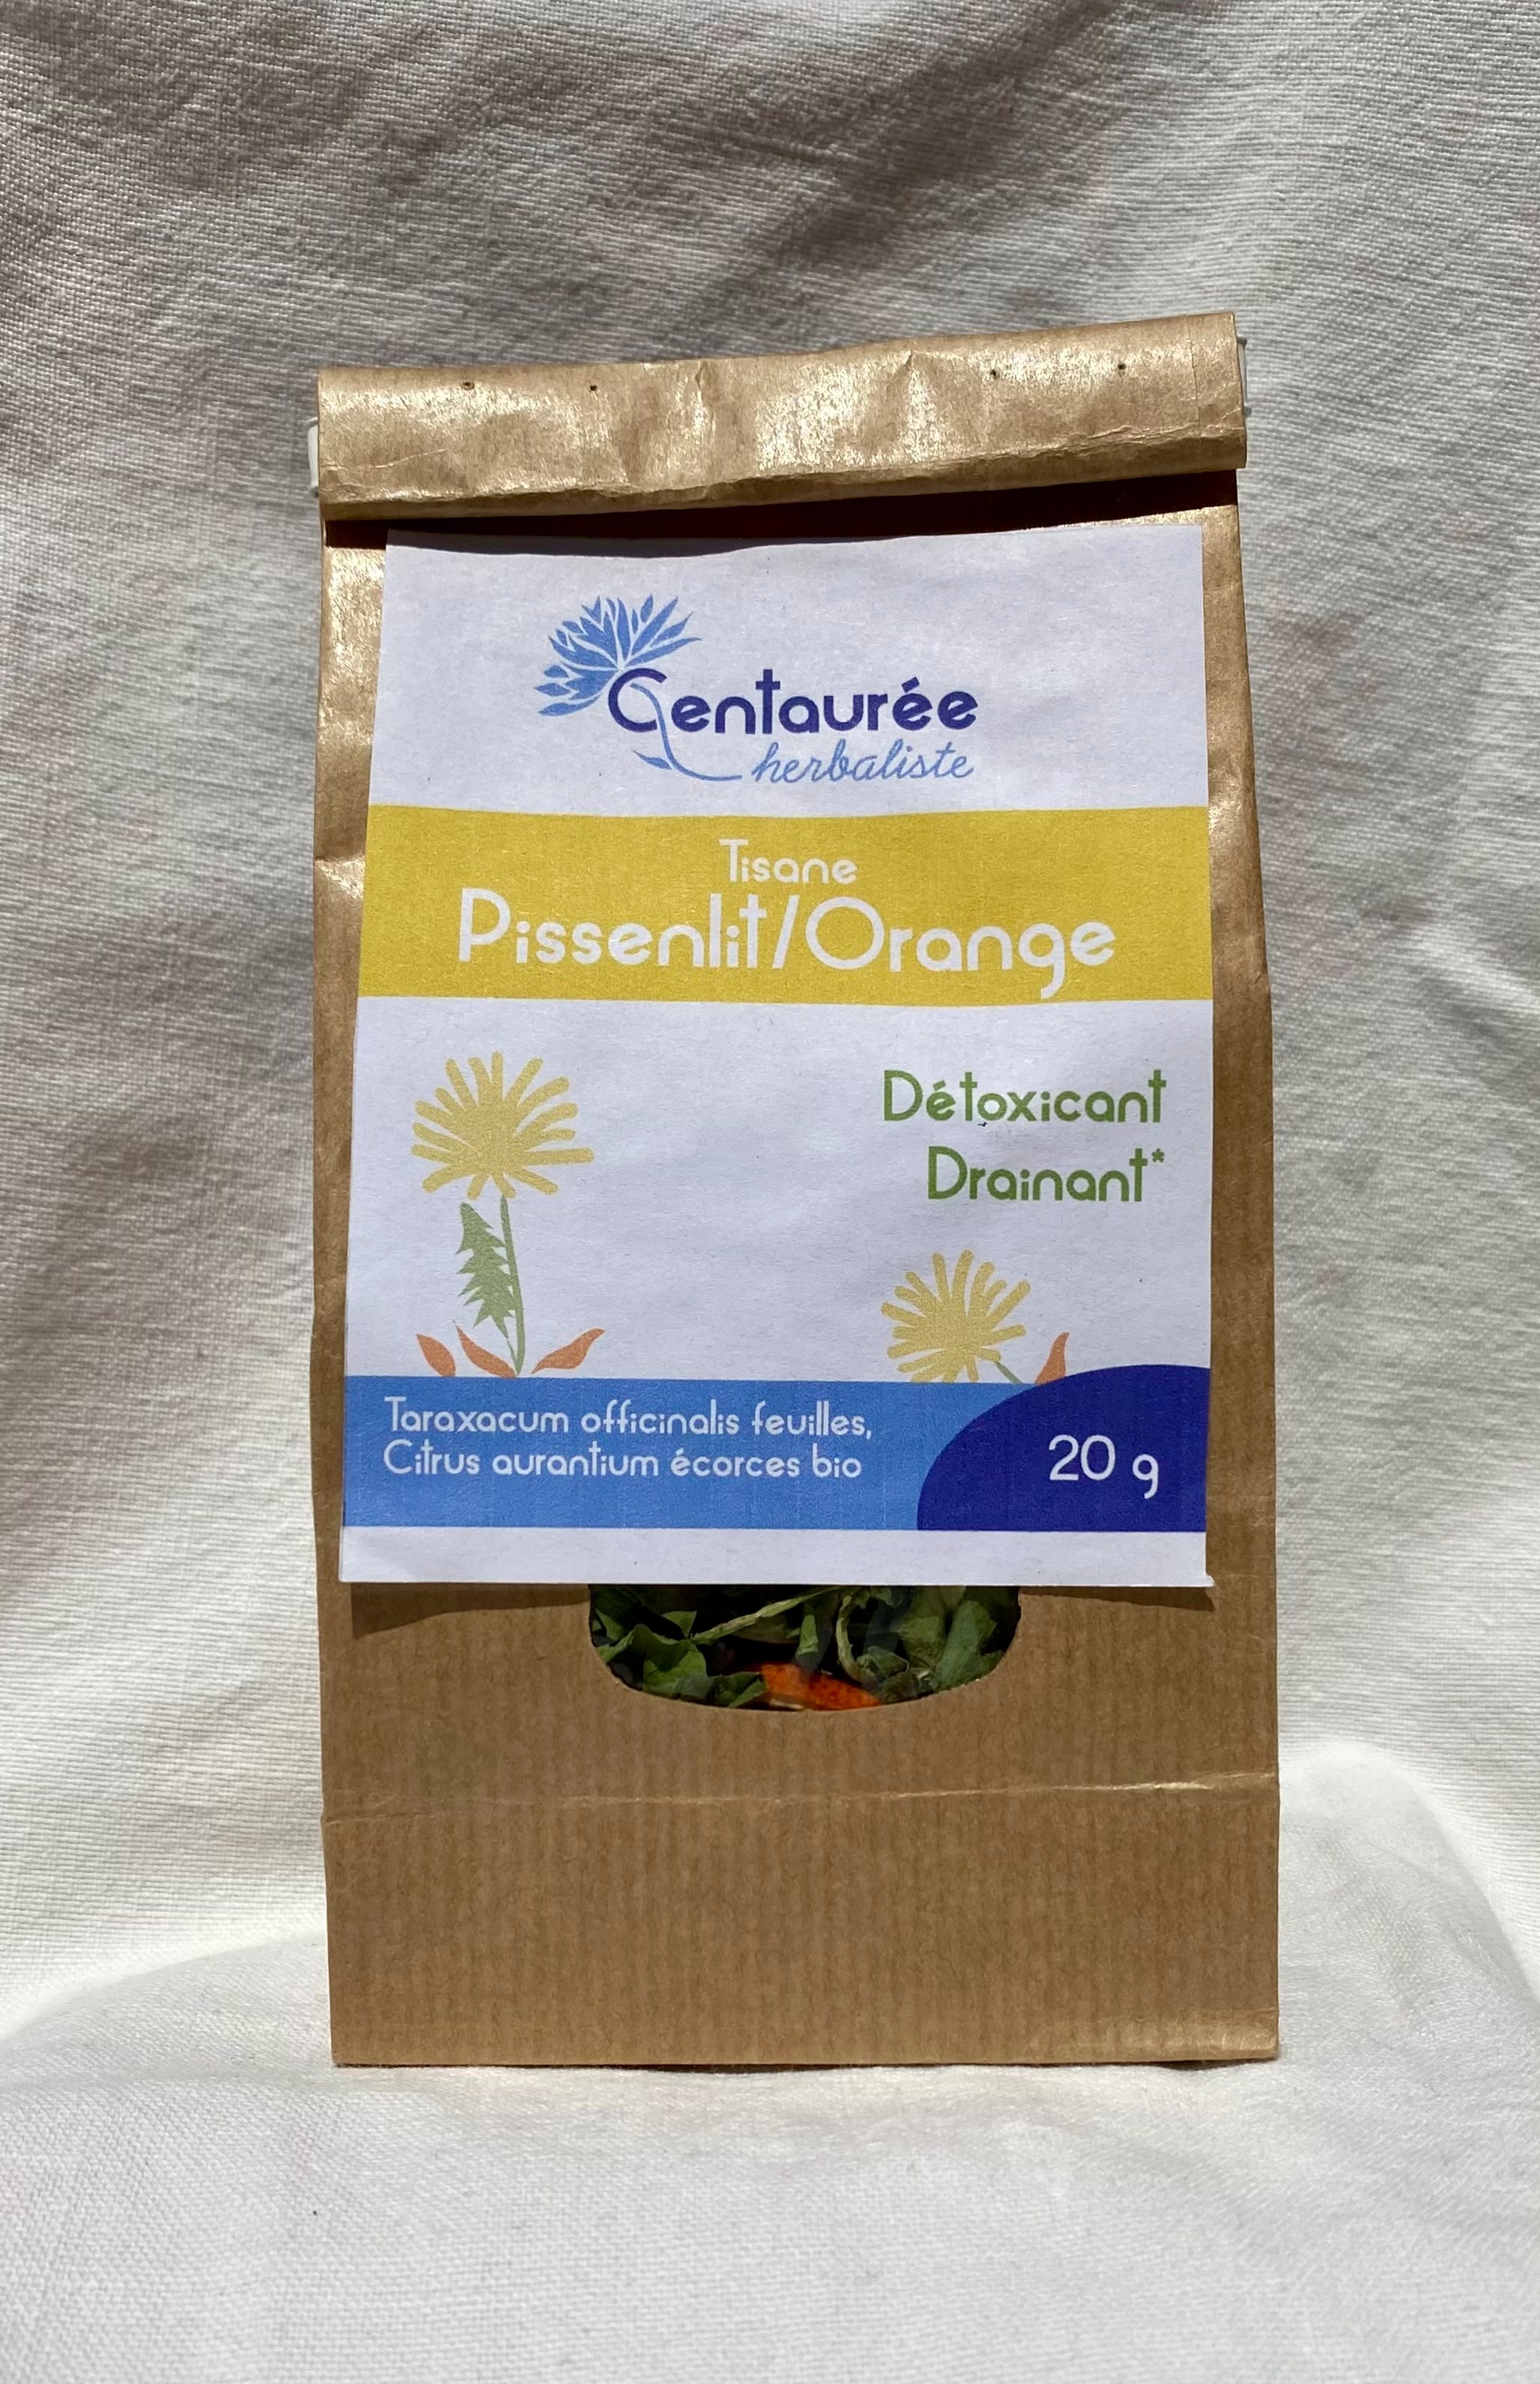 Centaurée
herbaliste
Tisane
Pissenlit/Orange
Détoxicant
Drainant*
Taraxacum officinalis feuilles,
Citrus aurantium écorces bio
20 g